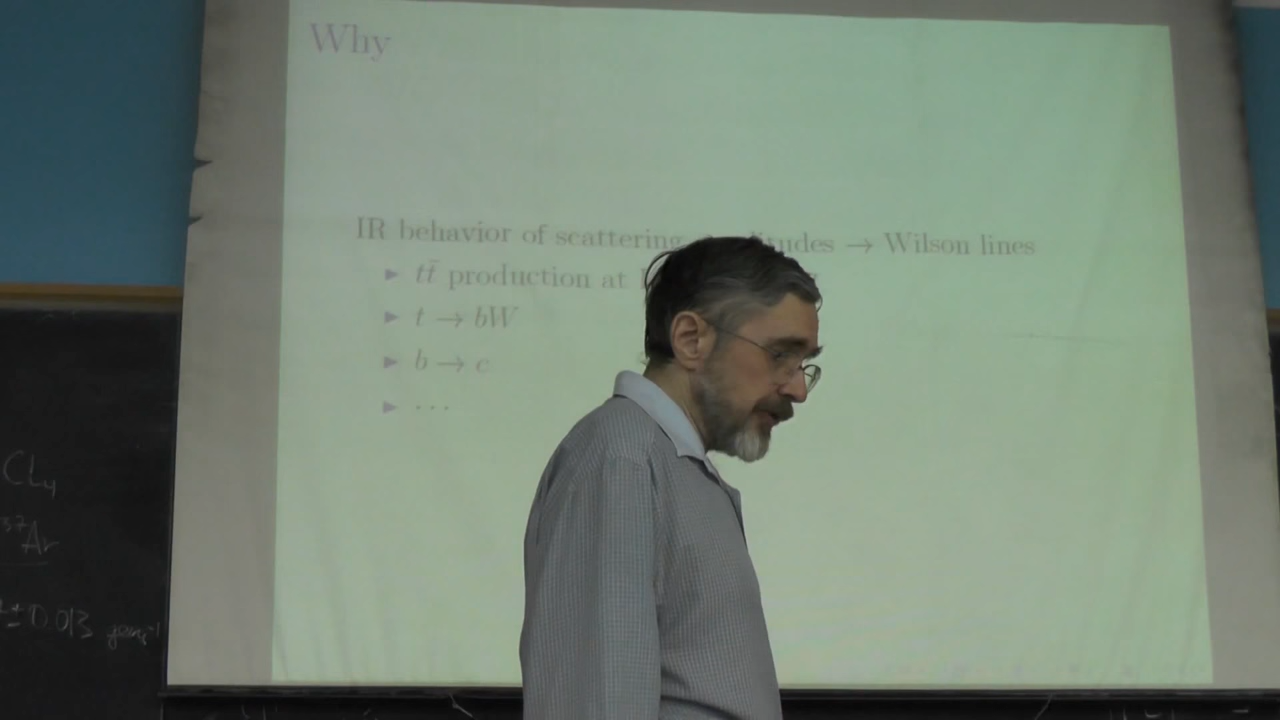 Why
IR behavior of scattering → Wilson lines
▶ tt̄ production at
▶ t → bW
▶ b → c
▶ ···
CL₄
³⁷Ar
± 0.013